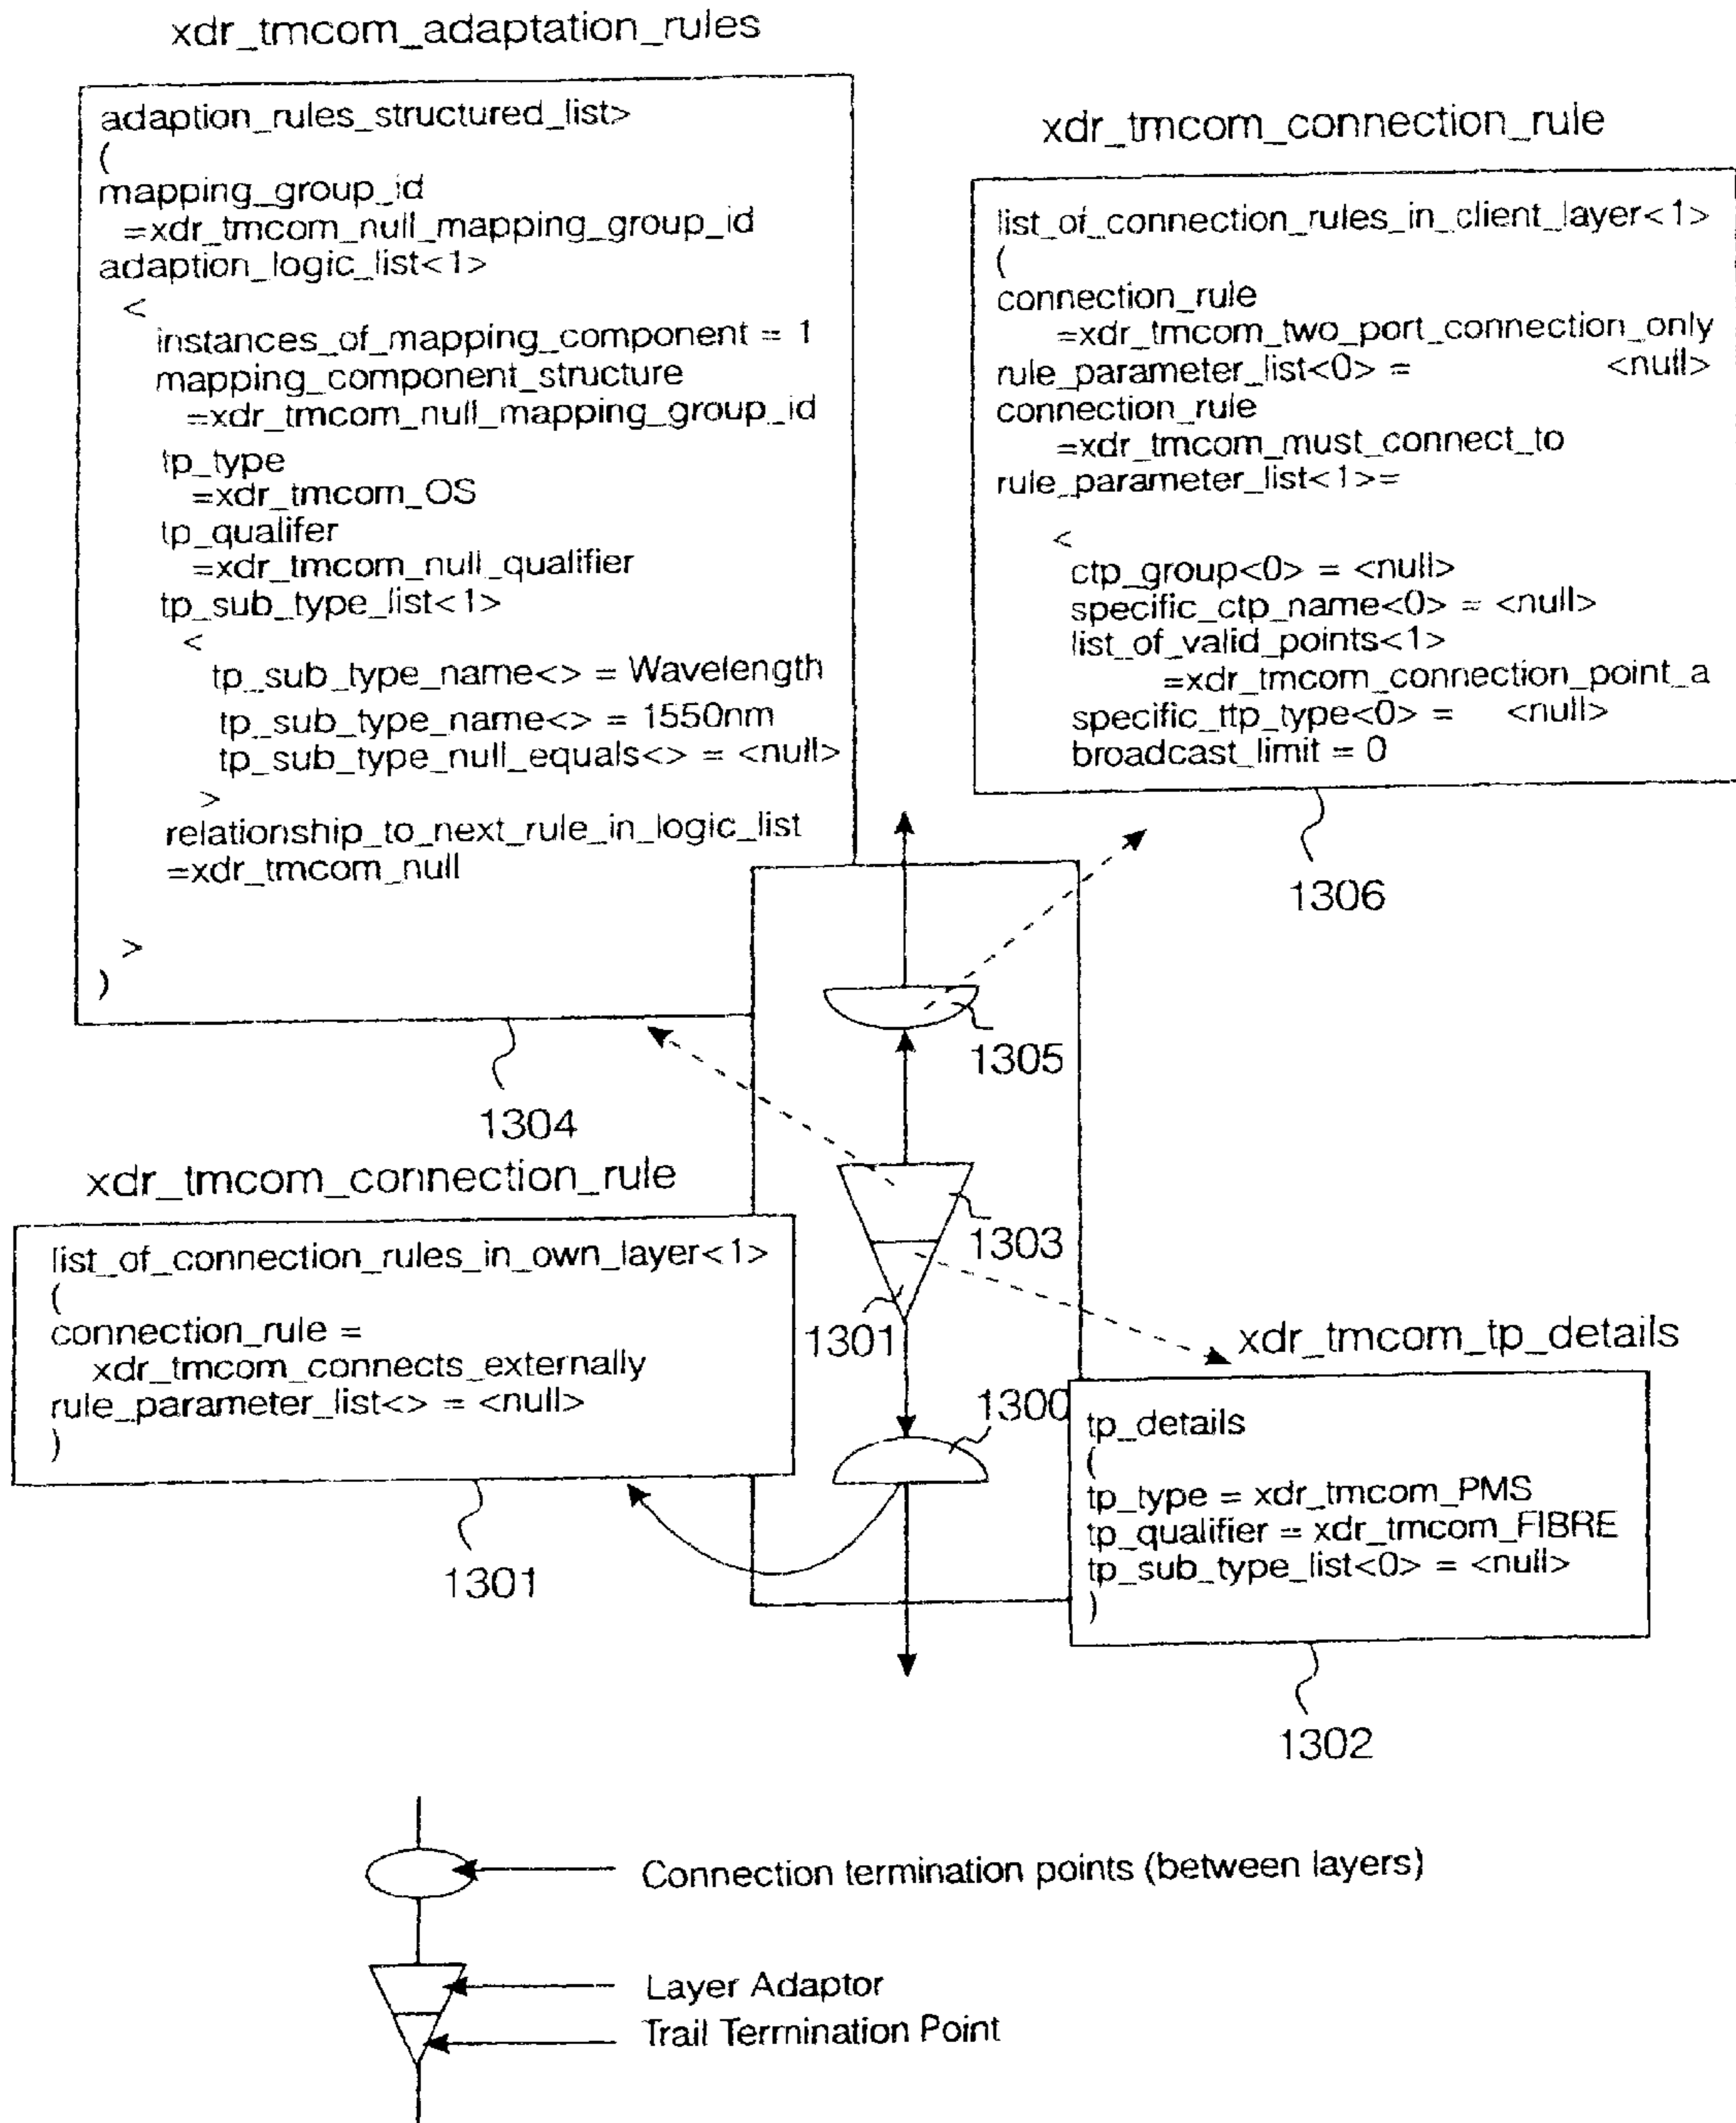 xdr_tmcom_adaptation_rules
adaption_rules_structured_list>
(
mapping_group_id
=xdr_tmcom_null_mapping_group_id
adaption_logic_list<1>
<
instances_of_mapping_component = 1
mapping_component_structure
=xdr_tmcom_null_mapping_group_id
tp_type
=xdr_tmcom_OS
tp_qualifer
=xdr_tmcom_null_qualifier
tp_sub_type_list<1>
<
tp_sub_type_name<> = Wavelength
tp_sub_type_name<> = 1550nm
tp_sub_type_null_equals<> = <null>
>
relationship_to_next_rule_in_logic_list
=xdr_tmcom_null
>
)
1304
xdr_tmcom_connection_rule
list_of_connection_rules_in_client_layer<1>
(
connection_rule
=xdr_tmcom_two_port_connection_only
rule_parameter_list<0> = <null>
connection_rule
=xdr_tmcom_must_connect_to
rule_parameter_list<1>=
<
ctp_group<0> = <null>
specific_ctp_name<0> = <null>
list_of_valid_points<1>
=xdr_tmcom_connection_point_a
specific_ttp_type<0> = <null>
broadcast_limit = 0
1306
1305
1303
1301
1300
xdr_tmcom_connection_rule
list_of_connection_rules_in_own_layer<1>
(
connection_rule =
xdr_tmcom_connects_externally
rule_parameter_list<> = <null>
)
1301
xdr_tmcom_tp_details
tp_details
(
tp_type = xdr_tmcom_PMS
tp_qualifier = xdr_tmcom_FIBRE
tp_sub_type_list<0> = <null>
)
1302
Connection termination points (between layers)
Layer Adaptor
Trail Termination Point